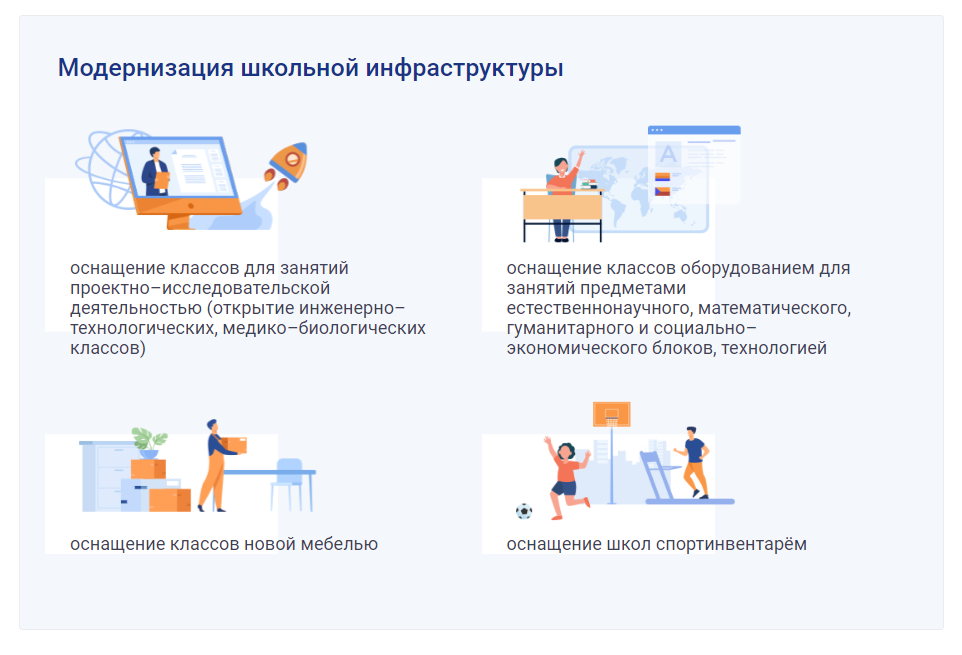 Модернизация школьной инфраструктуры
оснащение классов для занятий
проектно–исследовательской
деятельностью (открытие инженерно–
технологических, медико–биологических
классов)
A
оснащение классов оборудованием для
занятий предметами
естественнонаучного, математического,
гуманитарного и социально–
экономического блоков, технологией
оснащение классов новой мебелью
оснащение школ спортинвентарём